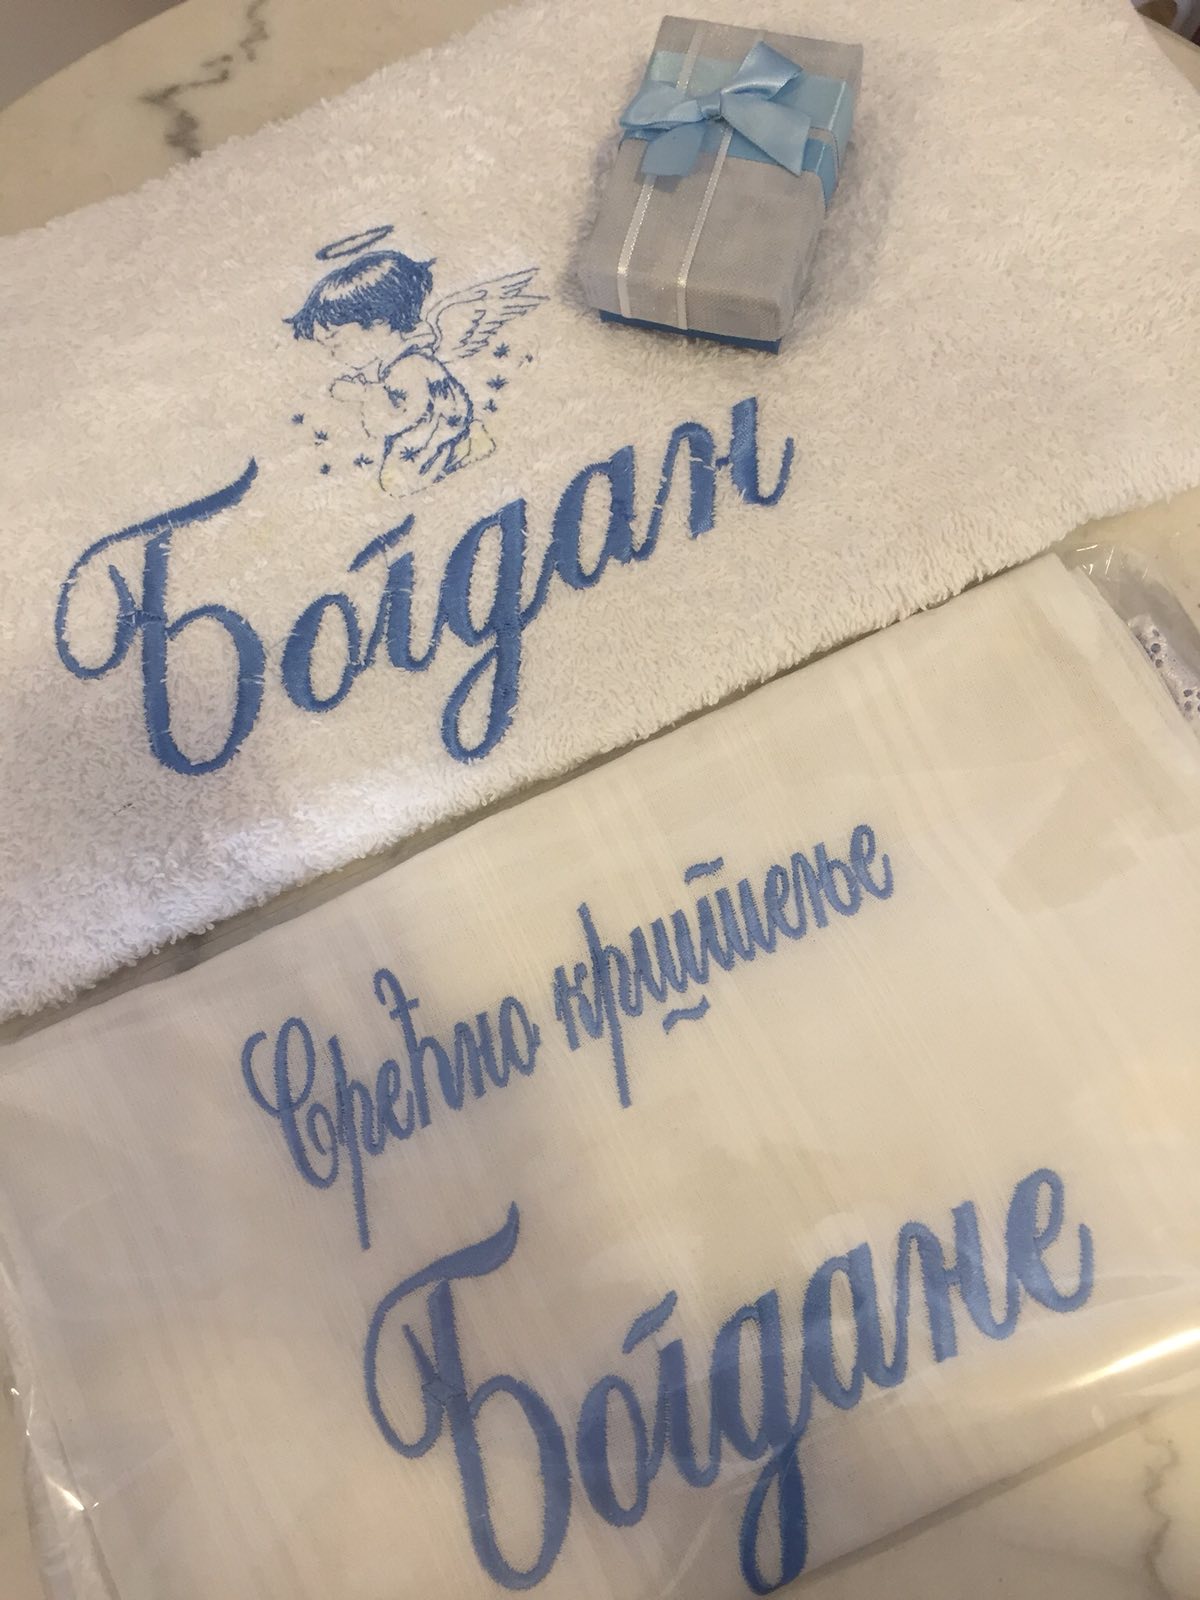 Богдан
Срећно крштење
Богдане